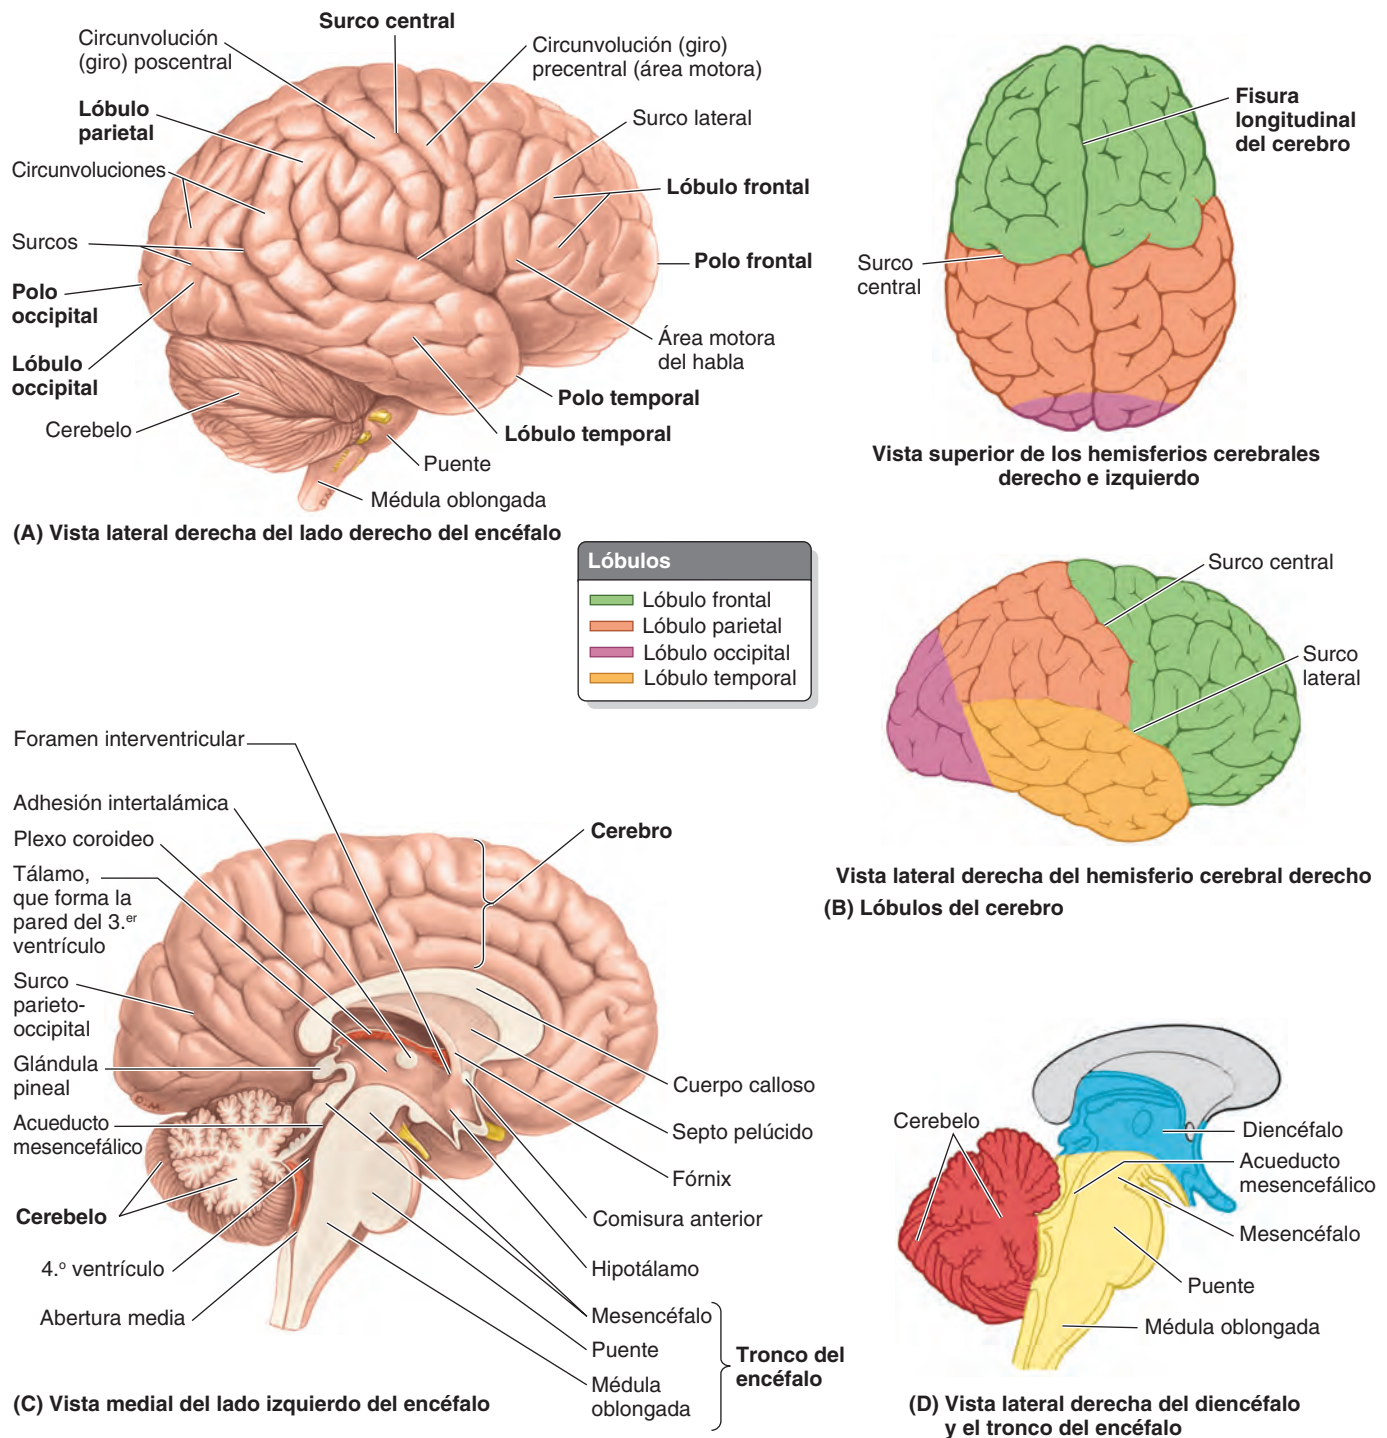 Surco central
Circunvolución
(giro) poscentral
Circunvolución (giro)
precentral (área motora)
Lóbulo
parietal
Surco lateral
Circunvoluciones
Lóbulo frontal
Surcos
Polo frontal
Polo
occipital
Área motora
del habla
Lóbulo
occipital
Polo temporal
Cerebelo
Lóbulo temporal
Puente
Médula oblongada
(A) Vista lateral derecha del lado derecho del encéfalo
Fisura
longitudinal
del cerebro
Surco
central
Vista superior de los hemisferios cerebrales
derecho e izquierdo
Lóbulos
Lóbulo frontal
Lóbulo parietal
Lóbulo occipital
Lóbulo temporal
Surco central
Surco
lateral
Vista lateral derecha del hemisferio cerebral derecho
(B) Lóbulos del cerebro
Foramen interventricular
Adhesión intertalámica
Plexo coroideo
Tálamo,
que forma la
pared del 3.er
ventrículo
Surco
parieto-
occipital
Glándula
pineal
Acueducto
mesencefálico
Cerebelo
4.o ventrículo
Abertura media
Cerebro
Cuerpo calloso
Septo pelúcido
Fórnix
Comisura anterior
Hipotálamo
Mesencéfalo
Puente
Médula
oblongada
Tronco del
encéfalo
(C) Vista medial del lado izquierdo del encéfalo
Cerebelo
Diencéfalo
Acueducto
mesencefálico
Mesencéfalo
Puente
Médula oblongada
(D) Vista lateral derecha del diencéfalo
y el tronco del encéfalo